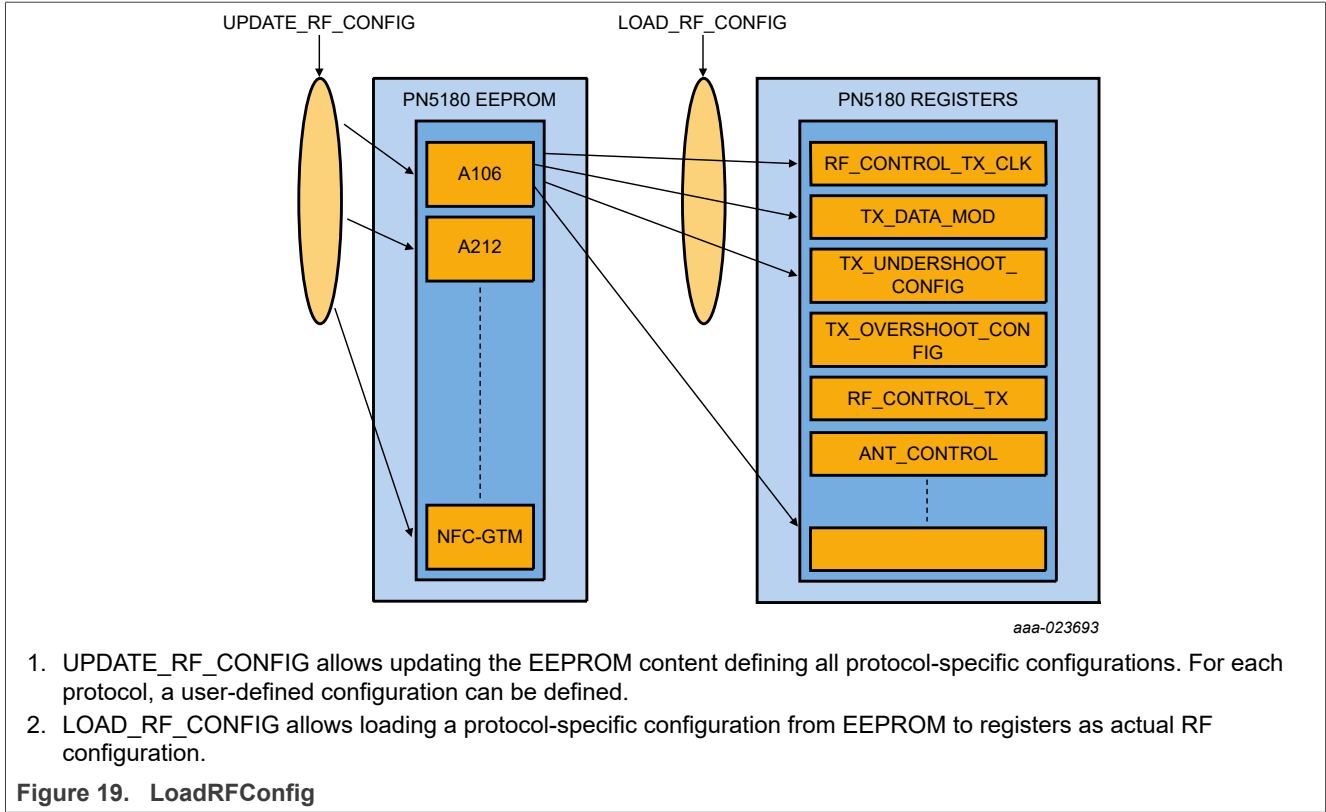 UPDATE_RF_CONFIG
LOAD_RF_CONFIG
PN5180 EEPROM
PN5180 REGISTERS
A106
A212
NFC-GTM
RF_CONTROL_TX_CLK
TX_DATA_MOD
TX_UNDERSHOOT_
CONFIG
TX_OVERSHOOT_CON
FIG
RF_CONTROL_TX
ANT_CONTROL
aaa-023693
1. UPDATE_RF_CONFIG allows updating the EEPROM content defining all protocol-specific configurations. For each
protocol, a user-defined configuration can be defined.
2. LOAD_RF_CONFIG allows loading a protocol-specific configuration from EEPROM to registers as actual RF
configuration.
Figure 19. LoadRFConfig